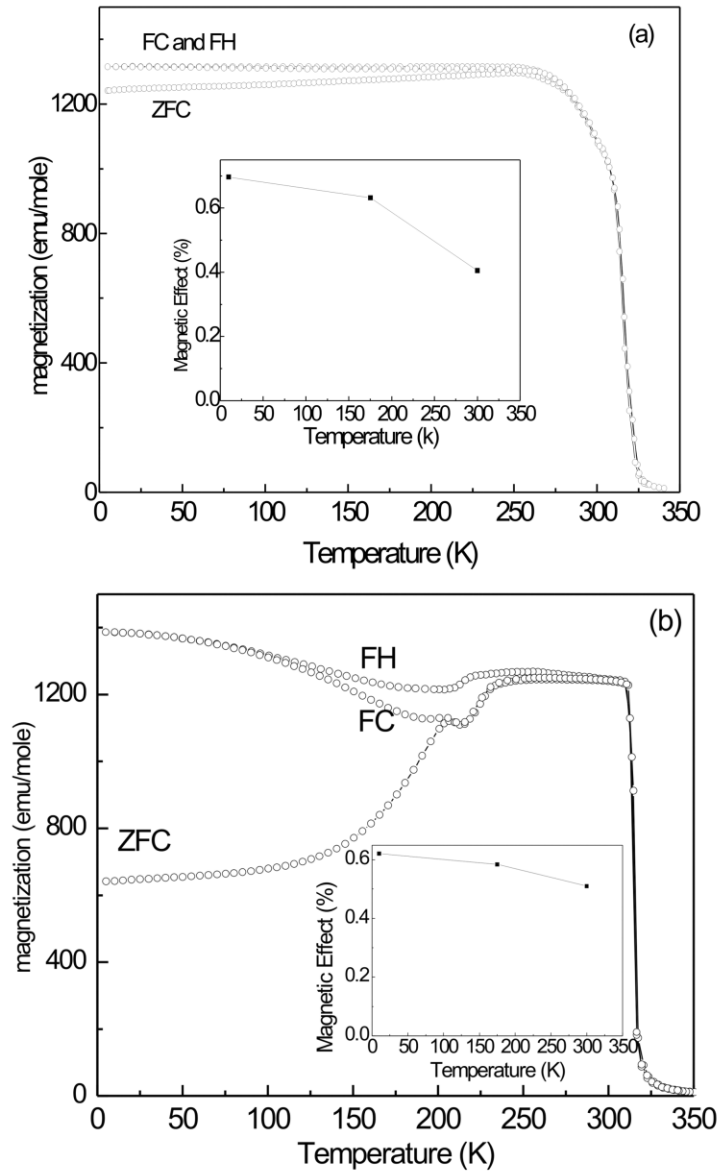 (a)
FC and FH
ZFC
1200
800
400
0
magnetization (emu/mole)
0 50 100 150 200 250 300 350
Temperature (K)
0.6
0.4
0.2
0.0
Magnetic Effect (%)
0 50 100 150 200 250 300 350
Temperature (k)
(b)
FH
FC
ZFC
1200
800
400
0
magnetization (emu/mole)
0 50 100 150 200 250 300 350
Temperature (K)
0.6
0.4
0.2
0.0
Magnetic Effect (%)
0 50 100 150 200 250 300 350
Temperature (K)